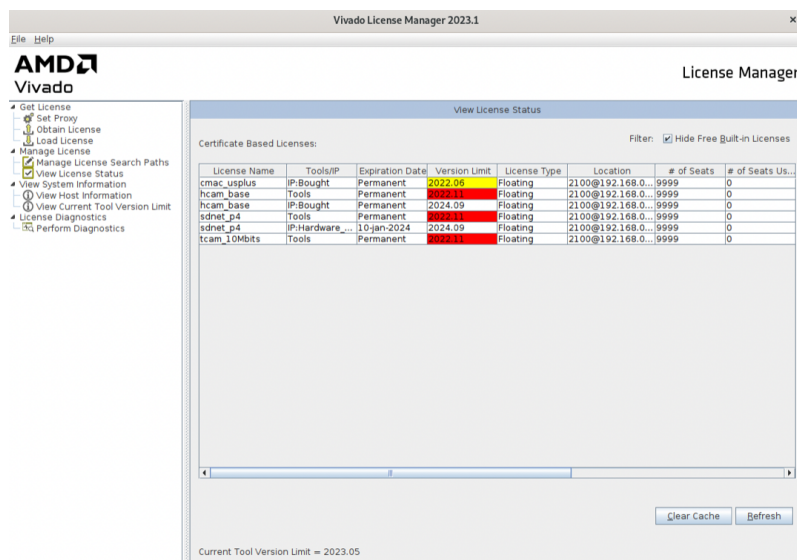 Vivado License Manager 2023.1 ×
File Help
AMD
Vivado
License Manager
Get License
Set Proxy
Obtain License
Load License
Manage License
Manage License Search Paths
View License Status
View System Information
View Host Information
View Current Tool Version Limit
License Diagnostics
Perform Diagnostics
View License Status
Certificate Based Licenses:
Filter: Hide Free Built-in Licenses
License Name Tools/IP Expiration Date Version Limit License Type Location # of Seats # of Seats Us...
cmac_usplus IP:Bought Permanent 2022.06 Floating 2100@192.168.0... 9999 0
hcam_base Tools Permanent 2022.11 Floating 2100@192.168.0... 9999 0
hcam_base IP:Bought Permanent 2024.09 Floating 2100@192.168.0... 9999 0
sdnet_p4 Tools Permanent 2022.11 Floating 2100@192.168.0... 9999 0
sdnet_p4 IP:Hardware_... 10-jan-2024 2024.09 Floating 2100@192.168.0... 9999 0
tcam_10Mbits Tools Permanent 2022.11 Floating 2100@192.168.0... 9999 0
Clear Cache Refresh
Current Tool Version Limit = 2023.05